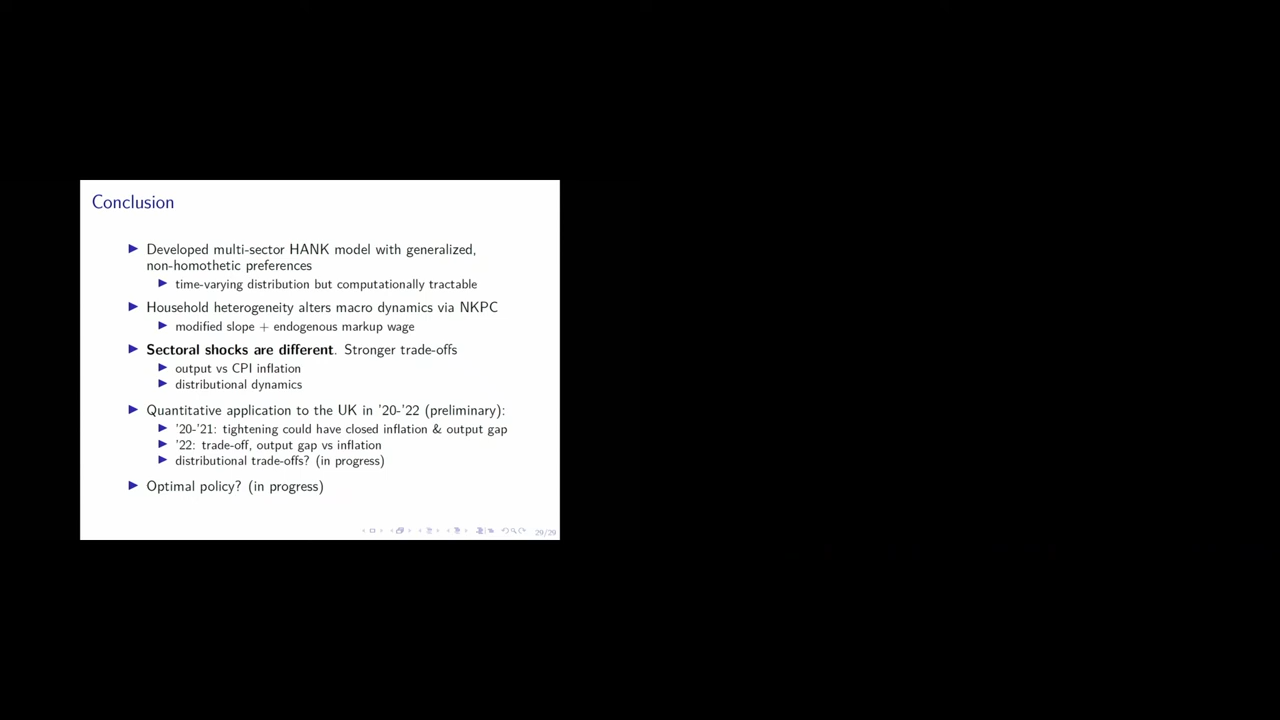 Conclusion
Developed multi-sector HANK model with generalized,
non-homothetic preferences
time-varying distribution but computationally tractable
Household heterogeneity alters macro dynamics via NKPC
modified slope + endogenous markup wage
Sectoral shocks are different. Stronger trade-offs
output vs CPI inflation
distributional dynamics
Quantitative application to the UK in '20-'22 (preliminary):
'20-'21: tightening could have closed inflation & output gap
'22: trade-off, output gap vs inflation
distributional trade-offs? (in progress)
Optimal policy? (in progress)
29/29